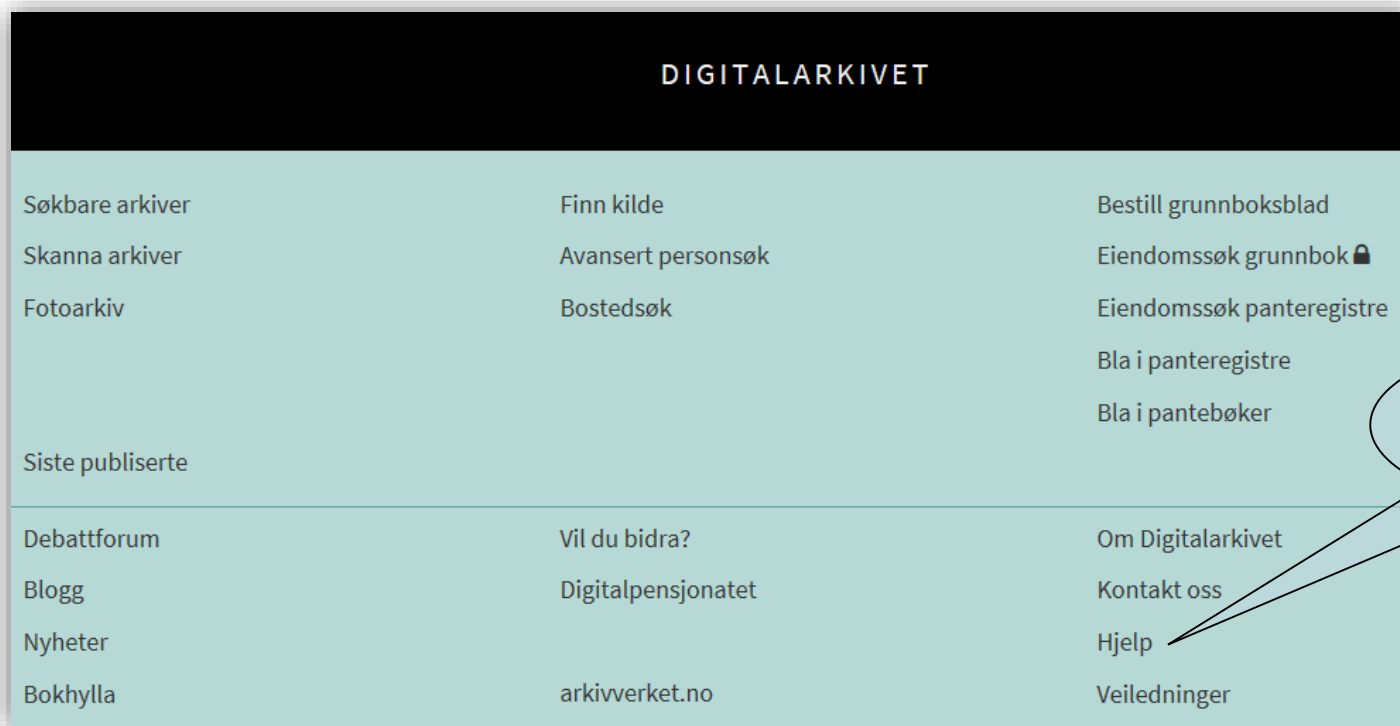 DIGITALARKIVET
Søkbare arkiver
Skanna arkiver
Fotoarkiv
Siste publiserte
Finn kilde
Avansert personsøk
Bostedsøk
Bestill grunnboksblad
Eiendomssøk grunnbok
Eiendomssøk panteregistre
Bla i panteregistre
Bla i pantebøker
Debattforum
Blogg
Nyheter
Bokhylla
Vil du bidra?
Digitalpensjonatet
arkivverket.no
Om Digitalarkivet
Kontakt oss
Hjelp
Veiledninger